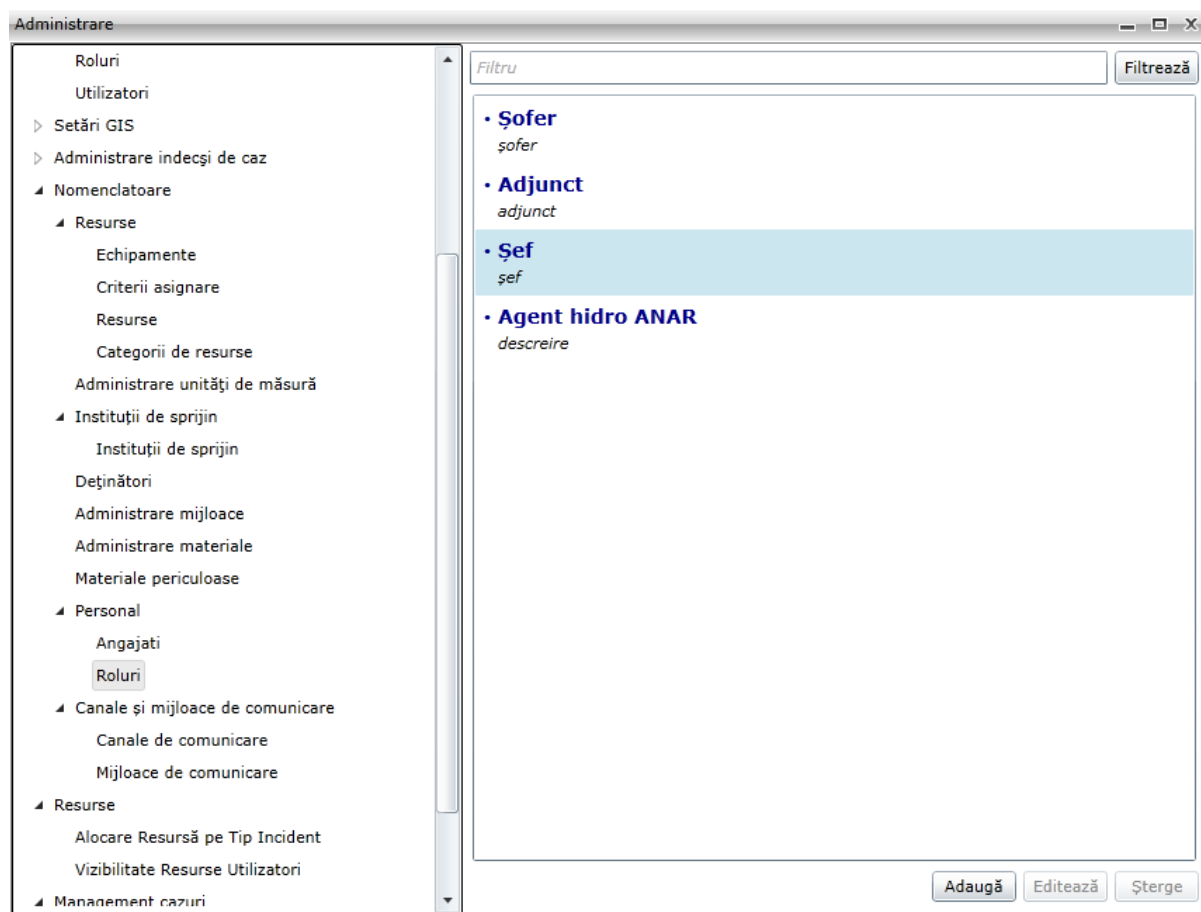 Administrare
Roluri
Utilizatori
Setări GIS
Administrare indecşi de caz
Nomenclatoare
Resurse
Echipamente
Criterii asignare
Resurse
Categorii de resurse
Administrare unităţi de măsură
Instituții de sprijin
Instituții de sprijin
Deţinători
Administrare mijloace
Administrare materiale
Materiale periculoase
Personal
Angajati
Roluri
Canale și mijloace de comunicare
Canale de comunicare
Mijloace de comunicare
Resurse
Alocare Resursă pe Tip Incident
Vizibilitate Resurse Utilizatori
Management cazuri
Filtru
Filtrează
• Șofer
șofer
• Adjunct
adjunct
• Șef
șef
• Agent hidro ANAR
descreire
Adaugă
Editează
Șterge